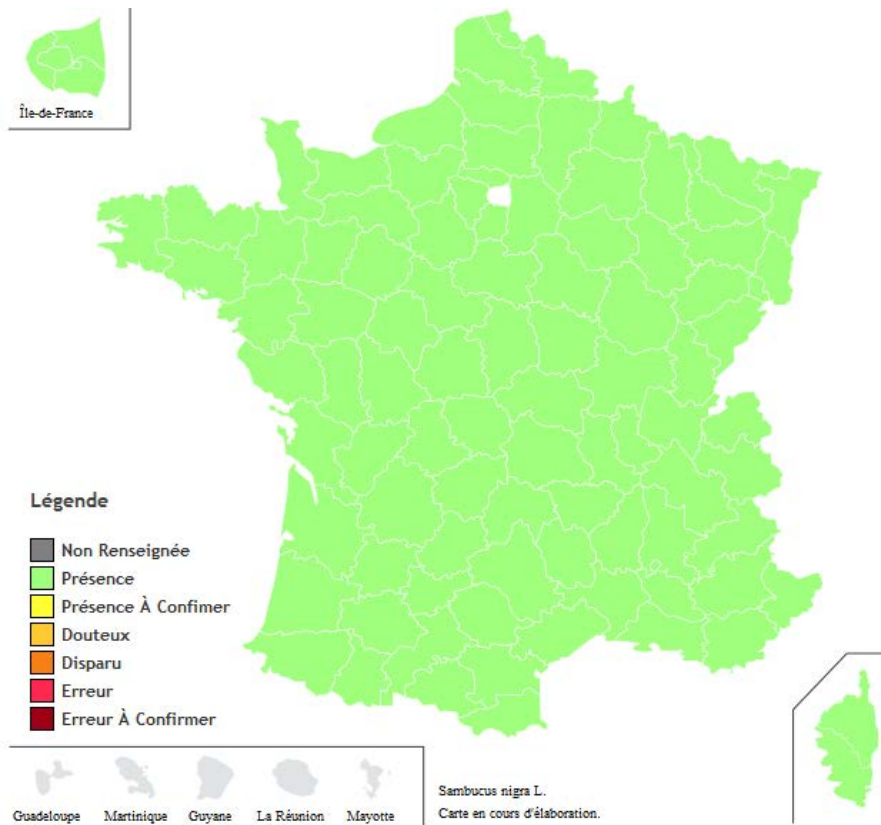 Île-de-France
Légende
Non Renseignée
Présence
Présence À Confimer
Douteux
Disparu
Erreur
Erreur À Confirmer
Guadeloupe Martinique Guyane La Réunion Mayotte
Sambucus nigra L.
Carte en cours d'élaboration.